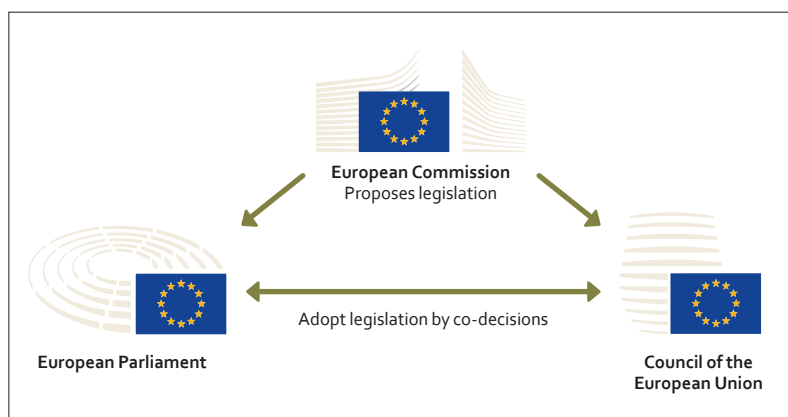 European Commission
Proposes legislation
Adopt legislation by co-decisions
European Parliament
Council of the
European Union